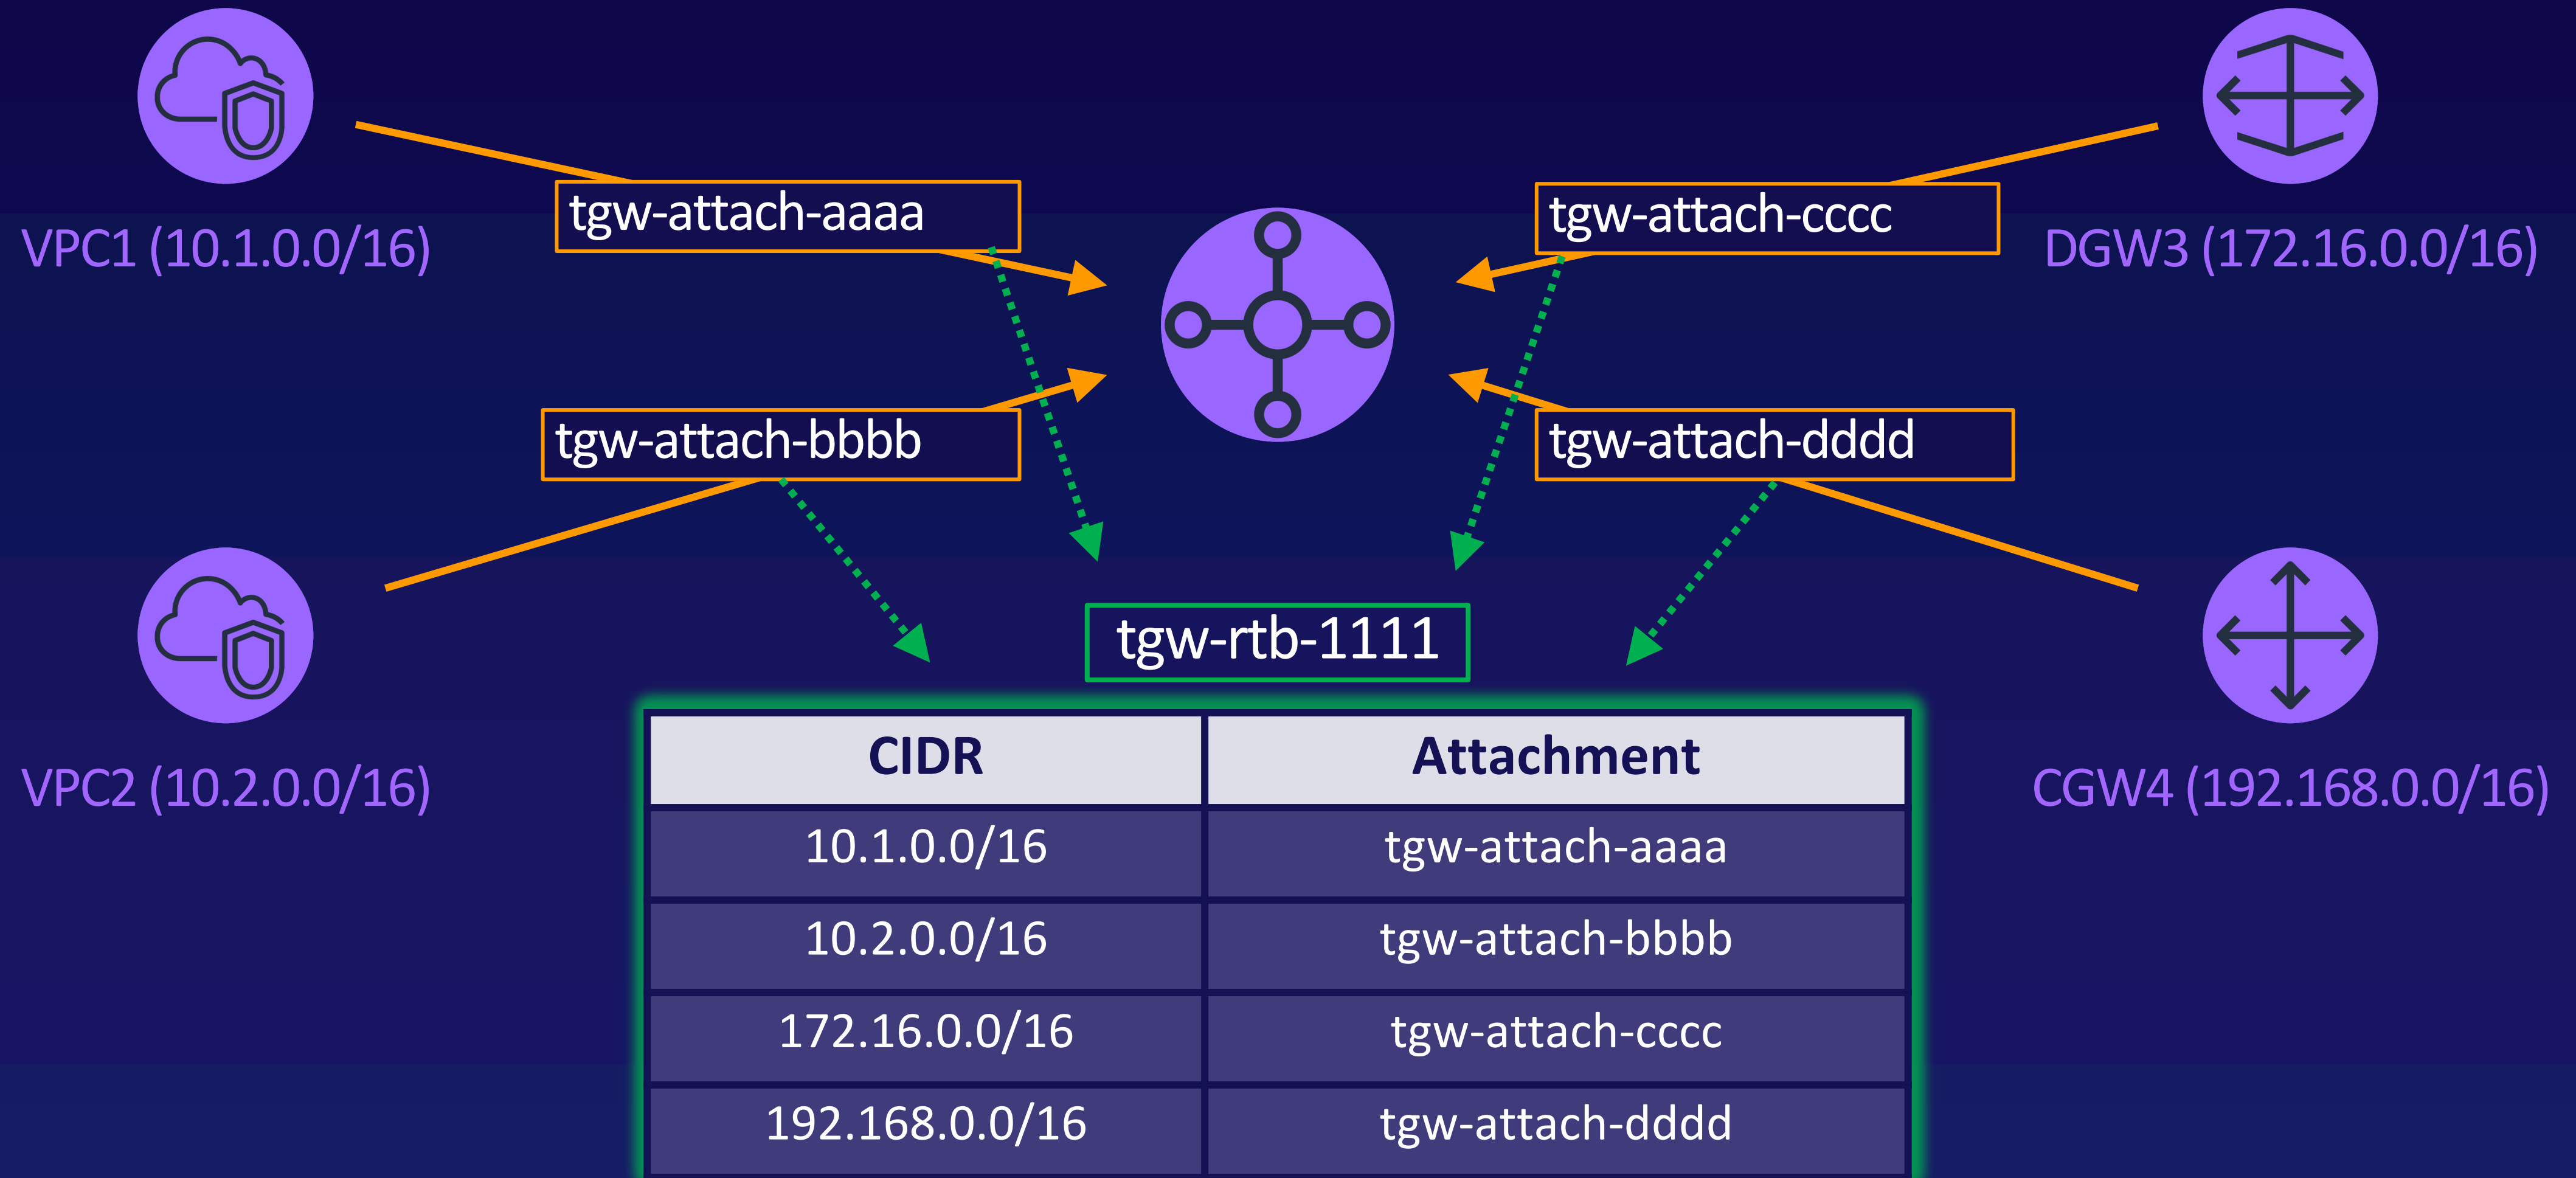 tgw-attach-aaaa
tgw-attach-cccc
VPC1 (10.1.0.0/16)
DGW3 (172.16.0.0/16)
tgw-attach-bbbb
tgw-attach-dddd
tgw-rtb-1111
VPC2 (10.2.0.0/16)
CGW4 (192.168.0.0/16)
CIDR Attachment
10.1.0.0/16 tgw-attach-aaaa
10.2.0.0/16 tgw-attach-bbbb
172.16.0.0/16 tgw-attach-cccc
192.168.0.0/16 tgw-attach-dddd